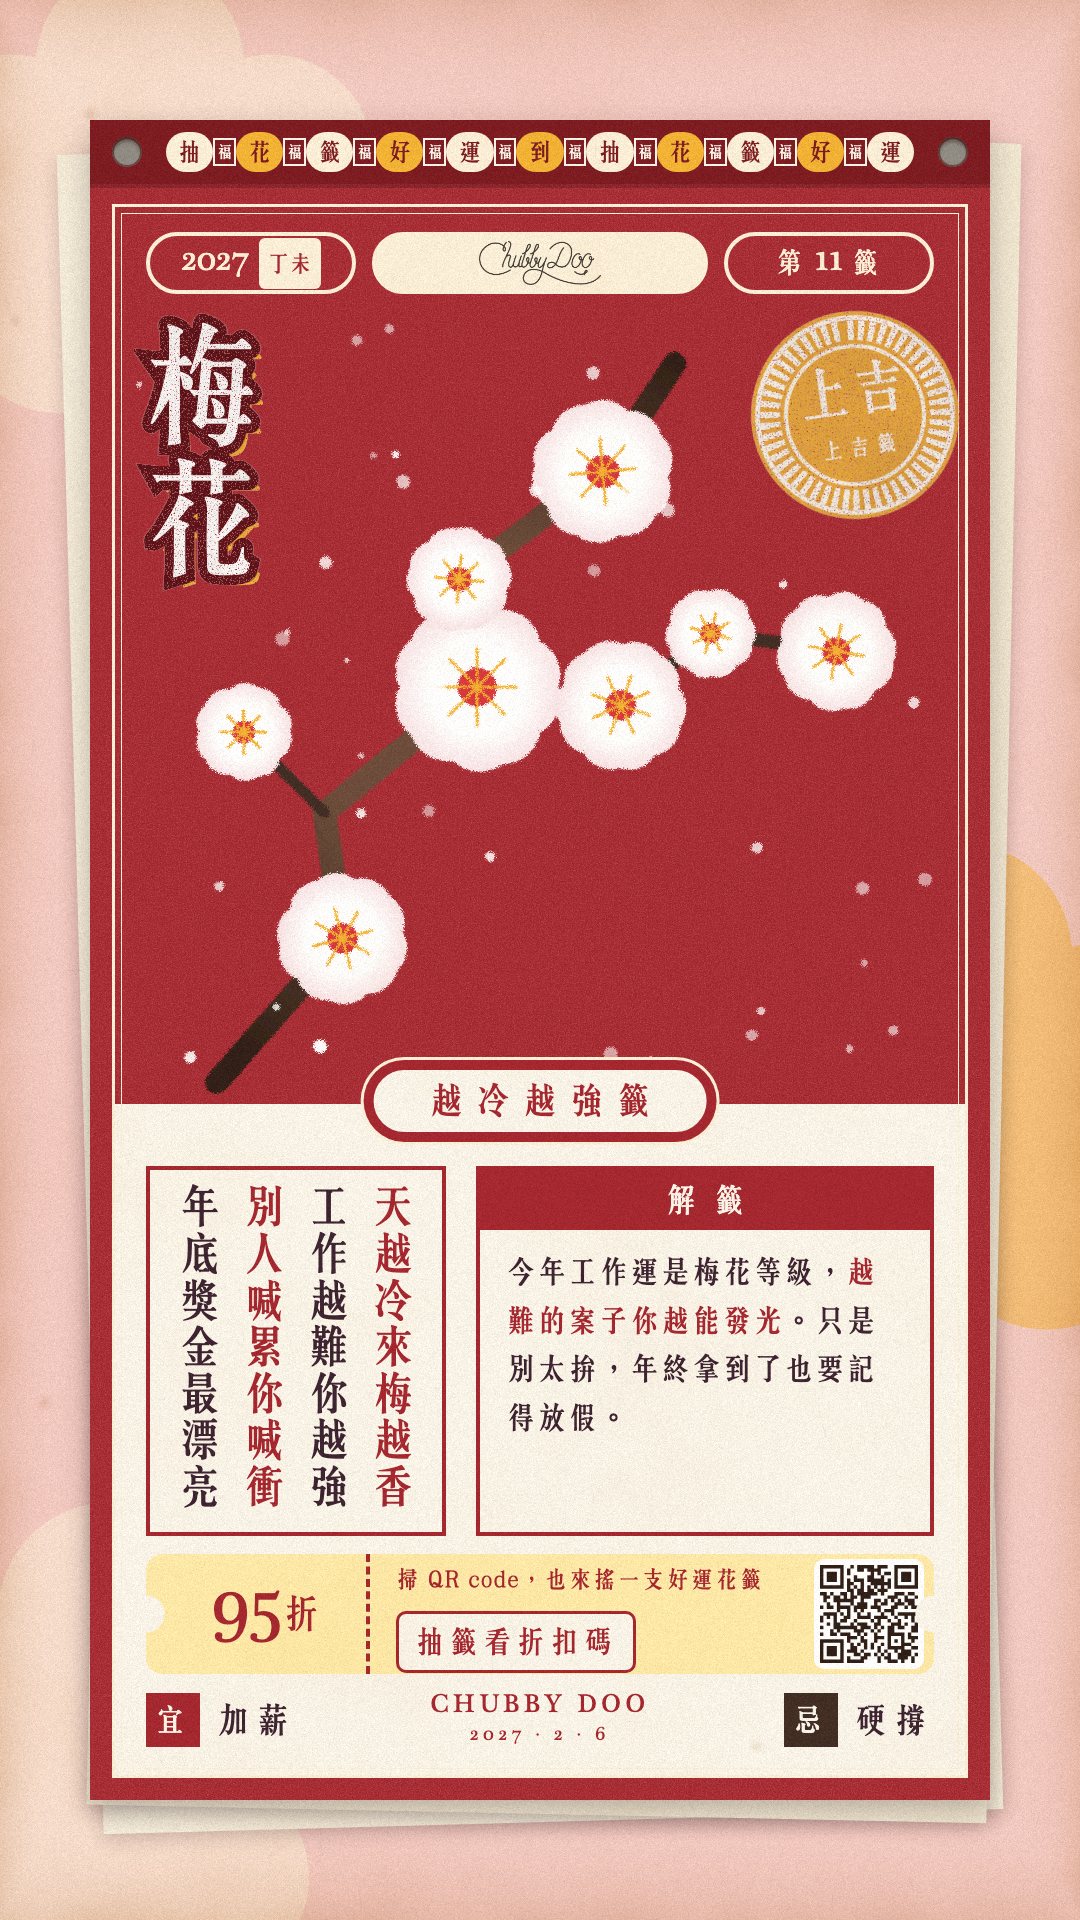 抽福花福籤福好福運福到福抽福花福籤福好福運
2027 丁未
ChubbyDoo
第 11 籤
梅花
上吉
上吉籤
越冷越強籤
天越冷來梅越香
工作越難你越強
別人喊累你喊衝
年底獎金最漂亮
解籤
今年工作運是梅花等級，越
難的案子你越能發光。只是
別太拚，年終拿到了也要記
得放假。
95折
掃 QR code，也來搖一支好運花籤
抽籤看折扣碼
宜 加薪
CHUBBY DOO
2027 · 2 · 6
忌 硬撐